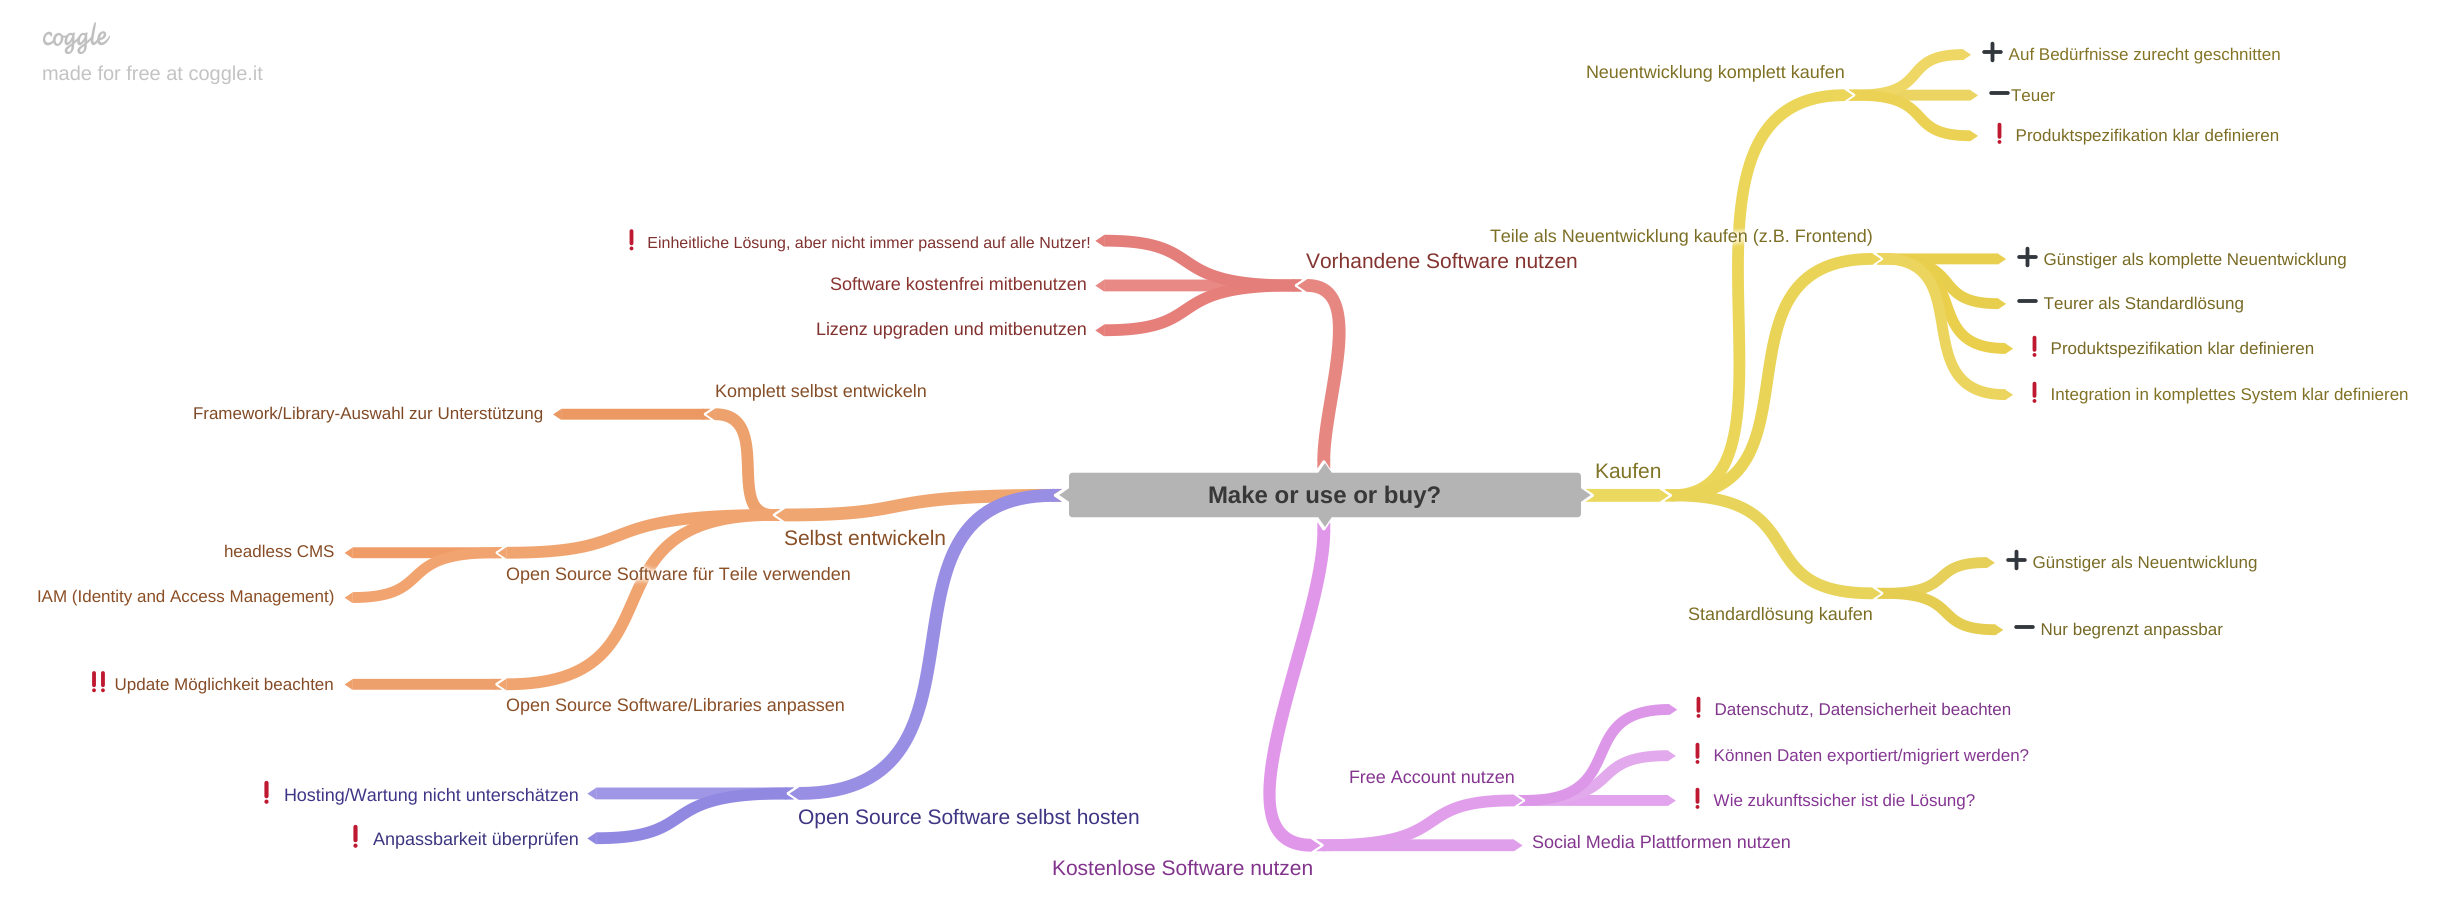 coggle
made for free at coggle.it
Make or use or buy?
Kaufen
Neuentwicklung komplett kaufen
+ Auf Bedürfnisse zurecht geschnitten
− Teuer
! Produktspezifikation klar definieren
Teile als Neuentwicklung kaufen (z.B. Frontend)
+ Günstiger als komplette Neuentwicklung
− Teurer als Standardlösung
! Produktspezifikation klar definieren
! Integration in komplettes System klar definieren
Standardlösung kaufen
+ Günstiger als Neuentwicklung
− Nur begrenzt anpassbar
Kostenlose Software nutzen
Free Account nutzen
! Datenschutz, Datensicherheit beachten
! Können Daten exportiert/migriert werden?
! Wie zukunftssicher ist die Lösung?
Social Media Plattformen nutzen
Vorhandene Software nutzen
! Einheitliche Lösung, aber nicht immer passend auf alle Nutzer!
Software kostenfrei mitbenutzen
Lizenz upgraden und mitbenutzen
Selbst entwickeln
Komplett selbst entwickeln
Framework/Library-Auswahl zur Unterstützung
Open Source Software für Teile verwenden
headless CMS
IAM (Identity and Access Management)
Open Source Software/Libraries anpassen
!! Update Möglichkeit beachten
Open Source Software selbst hosten
! Hosting/Wartung nicht unterschätzen
! Anpassbarkeit überprüfen